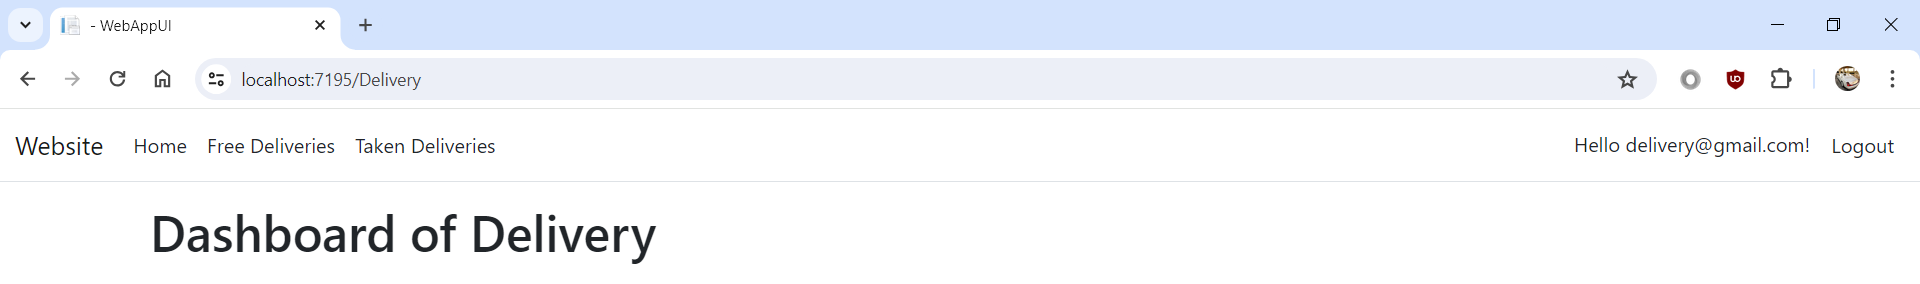 - WebAppUI
localhost:7195/Delivery
Website Home Free Deliveries Taken Deliveries Hello delivery@gmail.com! Logout
Dashboard of Delivery